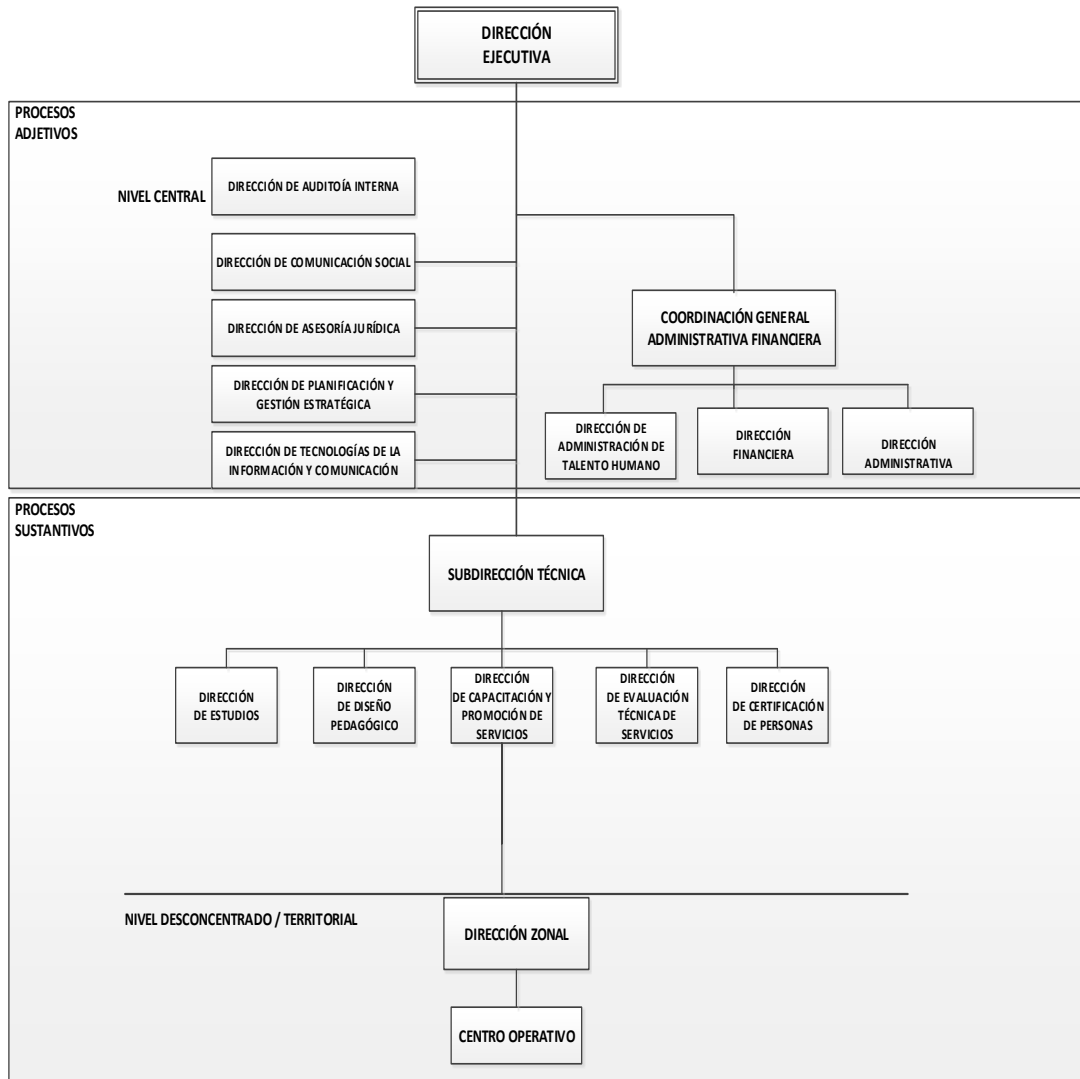 DIRECCIÓN
EJECUTIVA
PROCESOS
ADJETIVOS
NIVEL CENTRAL
DIRECCIÓN DE AUDITOÍA INTERNA
DIRECCIÓN DE COMUNICACIÓN SOCIAL
DIRECCIÓN DE ASESORÍA JURÍDICA
DIRECCIÓN DE PLANIFICACIÓN Y
GESTIÓN ESTRATÉGICA
DIRECCIÓN DE TECNOLOGÍAS DE LA
INFORMACIÓN Y COMUNICACIÓN
COORDINACIÓN GENERAL
ADMINISTRATIVA FINANCIERA
DIRECCIÓN DE
ADMINISTRACIÓN DE
TALENTO HUMANO
DIRECCIÓN
FINANCIERA
DIRECCIÓN
ADMINISTRATIVA
PROCESOS
SUSTANTIVOS
SUBDIRECCIÓN TÉCNICA
DIRECCIÓN
DE ESTUDIOS
DIRECCIÓN
DE DISEÑO
PEDAGÓGICO
DIRECCIÓN
DE CAPACITACIÓN Y
PROMOCIÓN DE
SERVICIOS
DIRECCIÓN
DE EVALUACIÓN
TÉCNICA DE
SERVICIOS
DIRECCIÓN
DE CERTIFICACIÓN
DE PERSONAS
NIVEL DESCONCENTRADO / TERRITORIAL
DIRECCIÓN ZONAL
CENTRO OPERATIVO